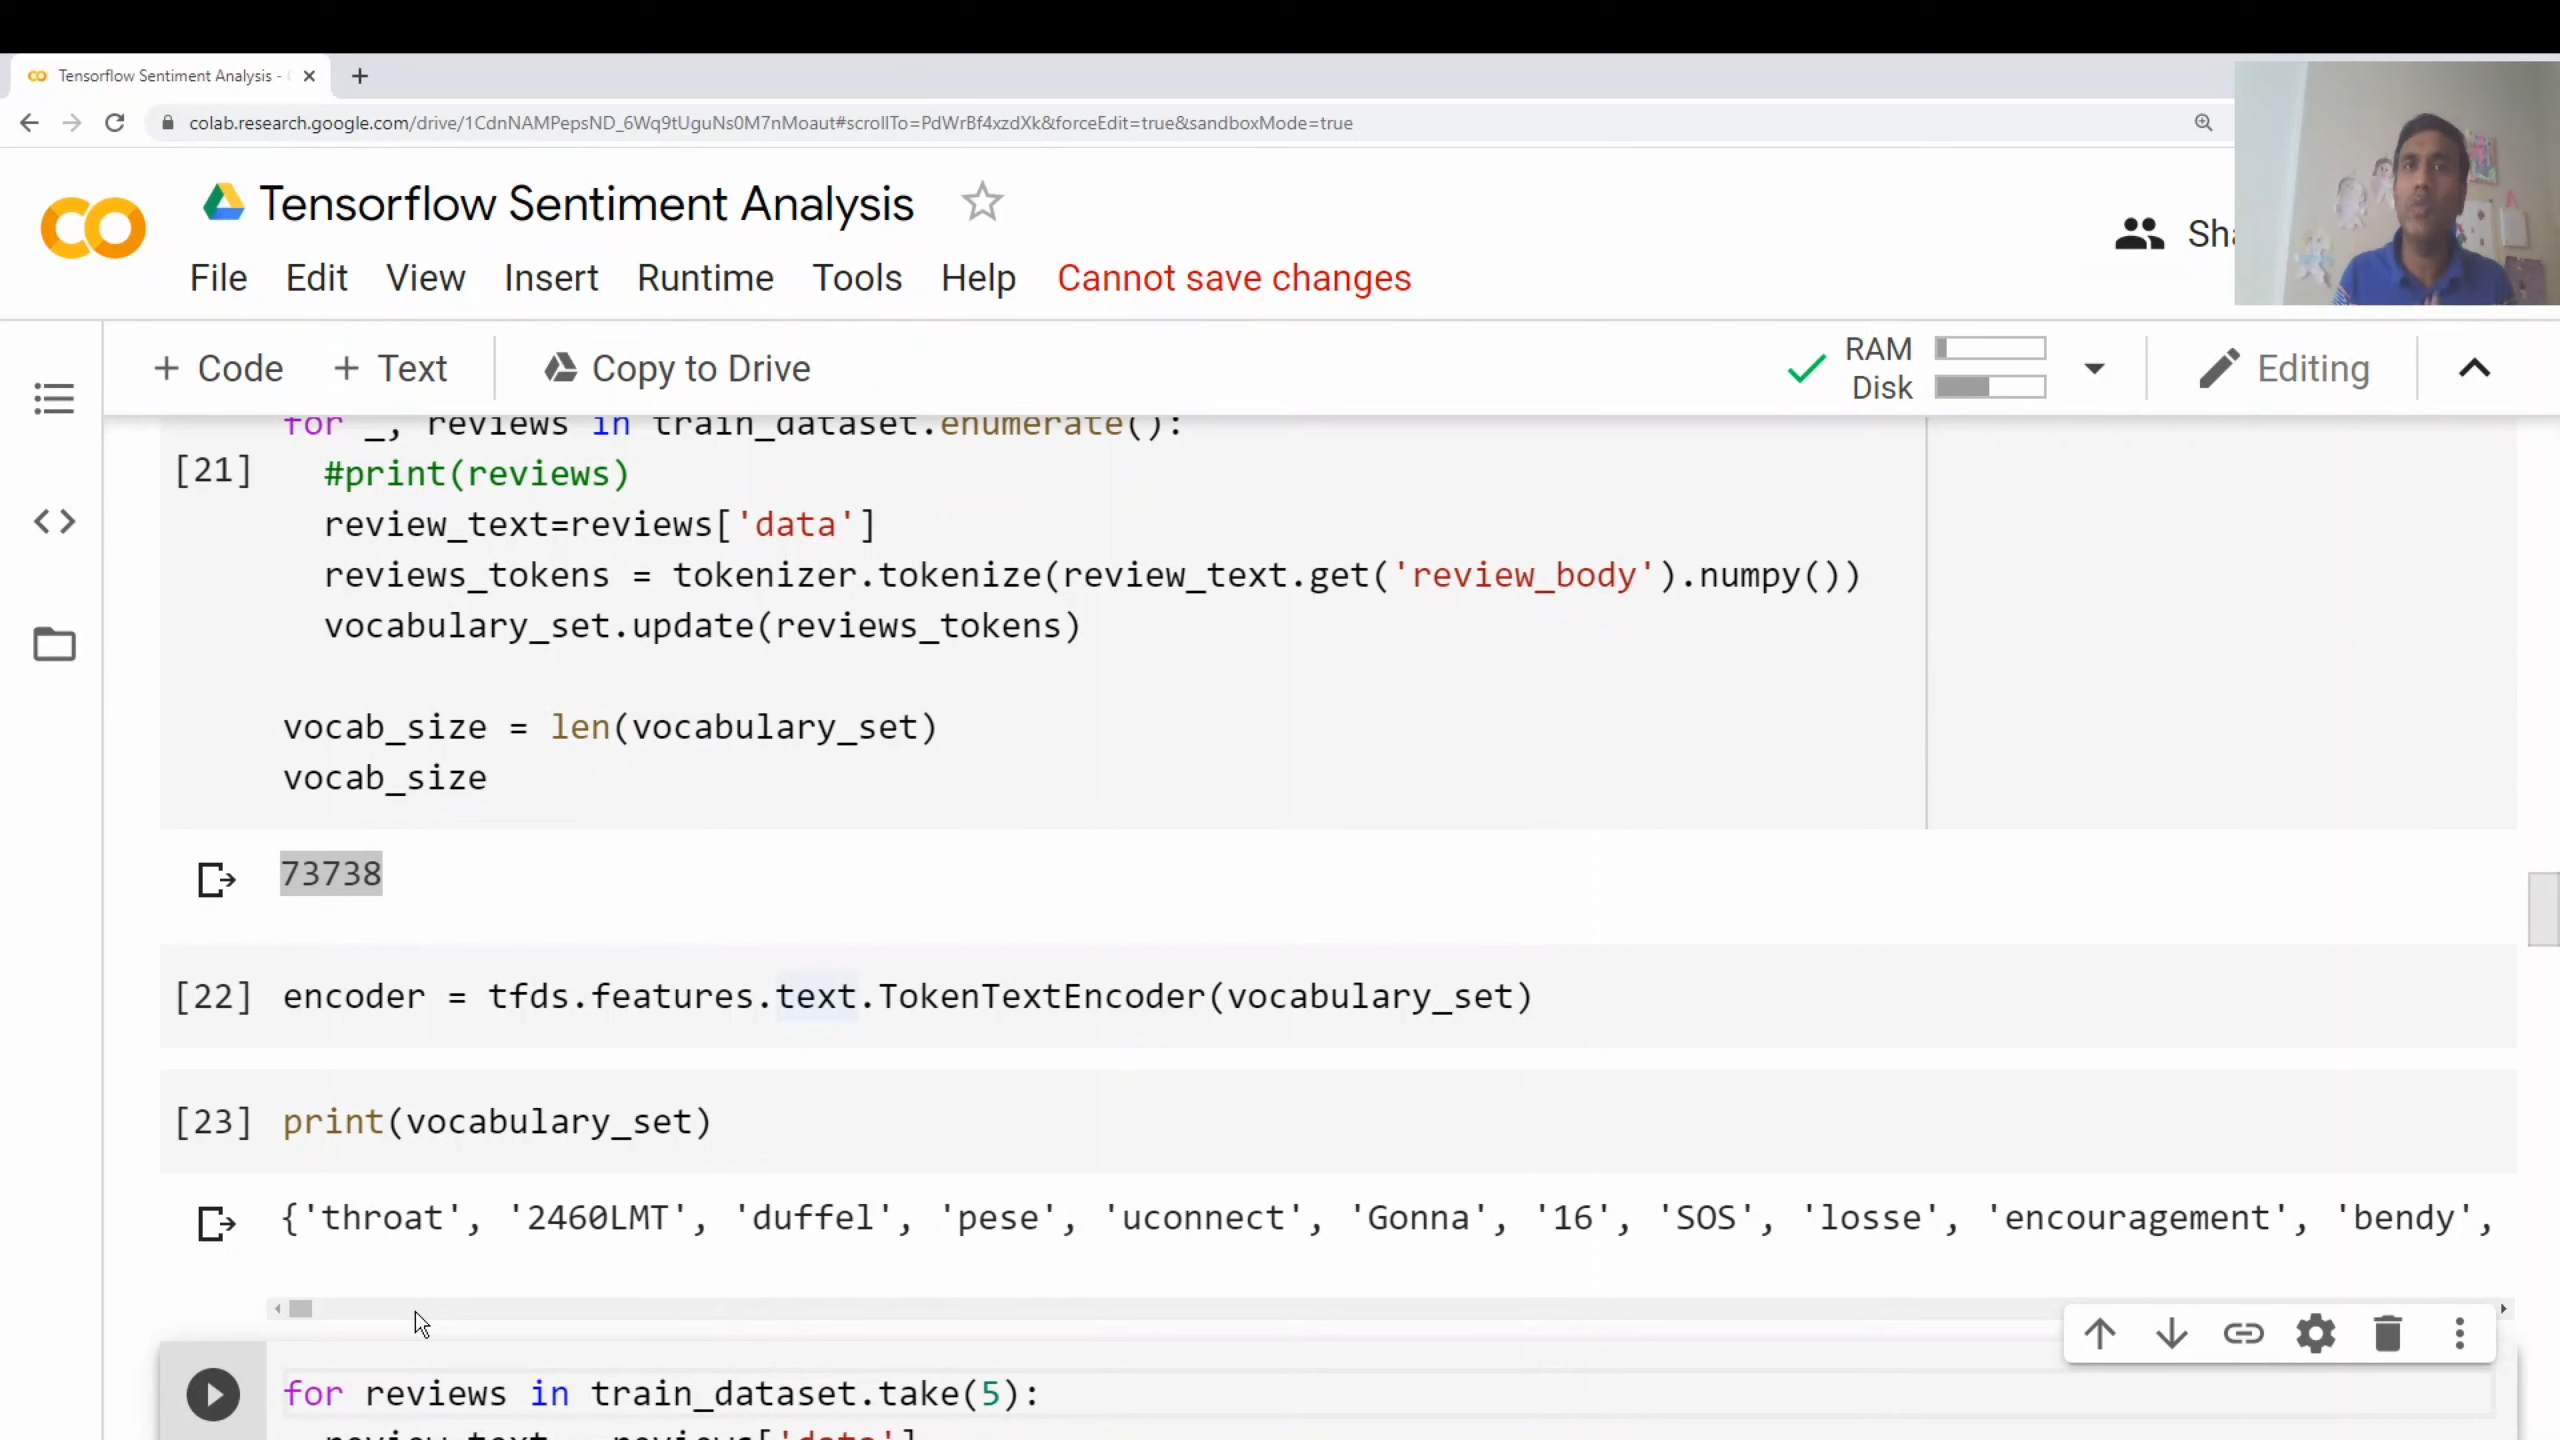 Tensorflow Sentiment Analysis -
colab.research.google.com/drive/1CdnNAMPepsND_6Wq9tUguNs0M7nMoaut#scrollTo=PdWrBf4xzdXk&forceEdit=true&sandboxMode=true
Tensorflow Sentiment Analysis
File Edit View Insert Runtime Tools Help Cannot save changes
+ Code + Text Copy to Drive
RAM
Disk
Editing
for _, reviews in train_dataset.enumerate():
[21] #print(reviews)
review_text=reviews['data']
reviews_tokens = tokenizer.tokenize(review_text.get('review_body').numpy())
vocabulary_set.update(reviews_tokens)
vocab_size = len(vocabulary_set)
vocab_size
73738
[22] encoder = tfds.features.text.TokenTextEncoder(vocabulary_set)
[23] print(vocabulary_set)
{'throat', '2460LMT', 'duffel', 'pese', 'uconnect', 'Gonna', '16', 'SOS', 'losse', 'encouragement', 'bendy',
for reviews in train_dataset.take(5):
review_text = reviews['data']